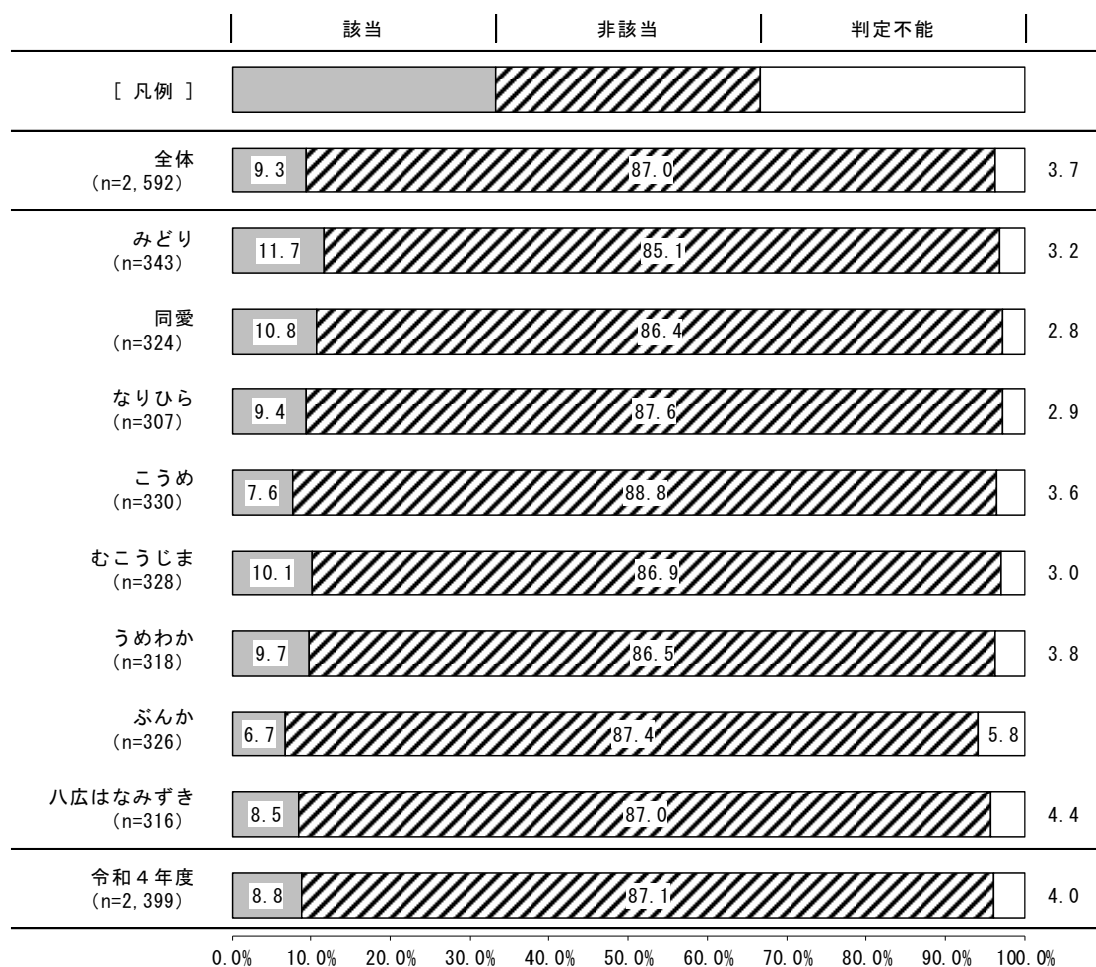 該当 非該当 判定不能
[ 凡例 ]
全体
(n=2,592)
9.3 87.0 3.7
みどり
(n=343)
11.7 85.1 3.2
同愛
(n=324)
10.8 86.4 2.8
なりひら
(n=307)
9.4 87.6 2.9
こうめ
(n=330)
7.6 88.8 3.6
むこうじま
(n=328)
10.1 86.9 3.0
うめわか
(n=318)
9.7 86.5 3.8
ぶんか
(n=326)
6.7 87.4 5.8
八広はなみずき
(n=316)
8.5 87.0 4.4
令和４年度
(n=2,399)
8.8 87.1 4.0
0.0% 10.0% 20.0% 30.0% 40.0% 50.0% 60.0% 70.0% 80.0% 90.0% 100.0%